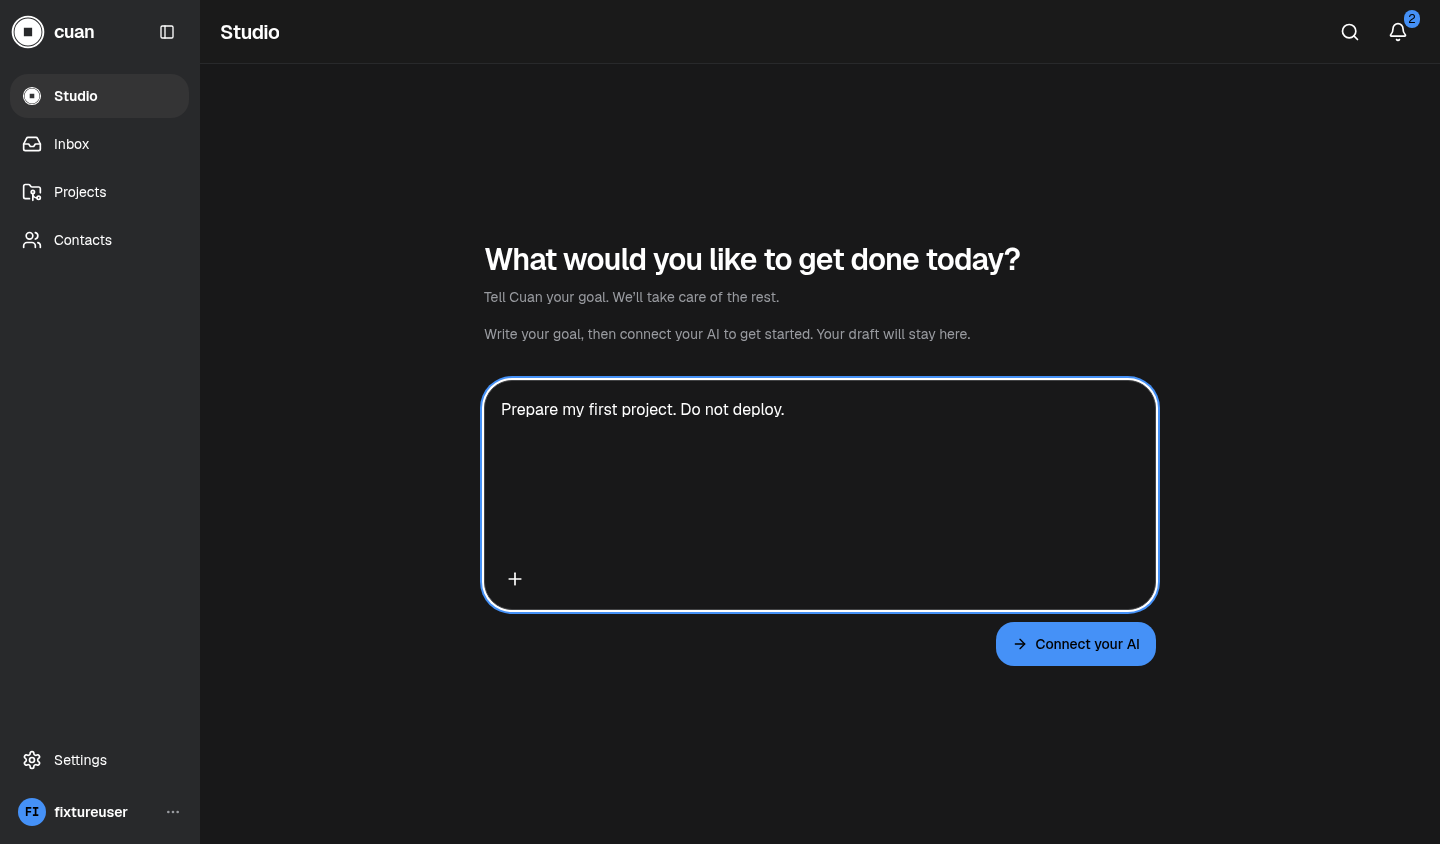 cuan
Studio
2
Studio
Inbox
Projects
Contacts
What would you like to get done today?
Tell Cuan your goal. We'll take care of the rest.
Write your goal, then connect your AI to get started. Your draft will stay here.
Prepare my first project. Do not deploy.
Connect your AI
Settings
FI
fixtureuser